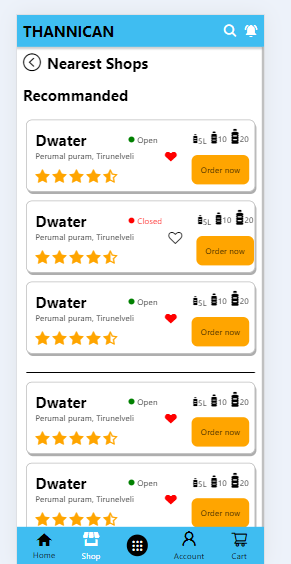 THANNICAN
Nearest Shops
Recommanded
Dwater
Open
5L 10 20
Perumal puram, Tirunelveli
Order now
Dwater
Closed
5L 10 20
Perumal puram, Tirunelveli
Order now
Dwater
Open
5L 10 20
Perumal puram, Tirunelveli
Order now
Dwater
Open
5L 10 20
Perumal puram, Tirunelveli
Order now
Dwater
Open
5L 10 20
Perumal puram, Tirunelveli
Order now
Home Shop Account Cart